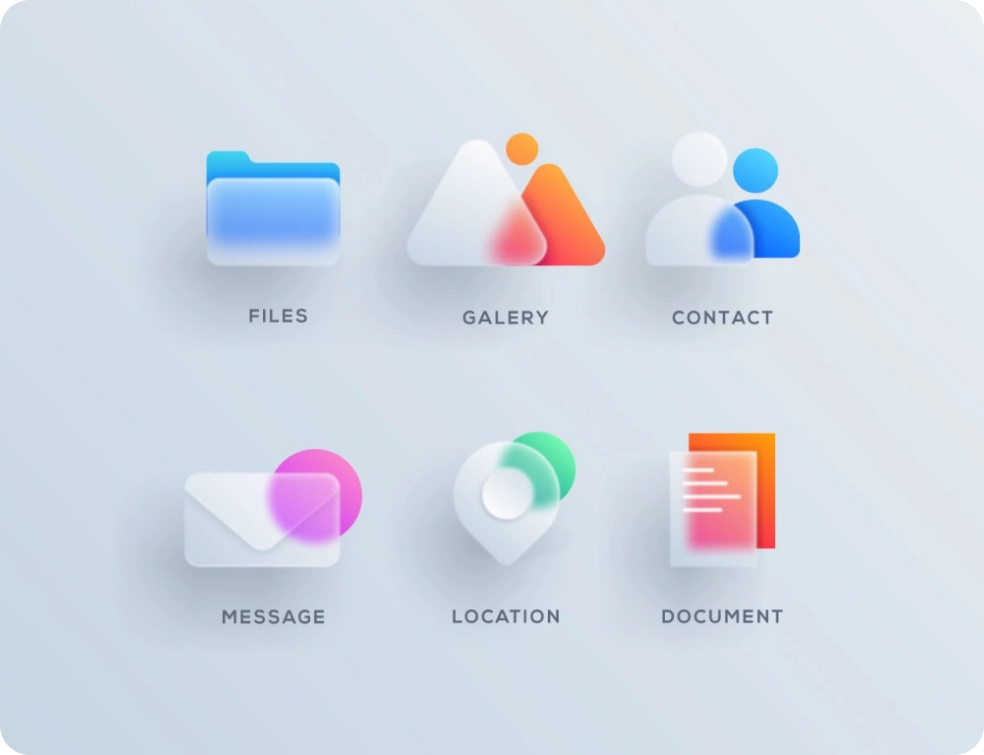 FILES
GALERY
CONTACT
MESSAGE
LOCATION
DOCUMENT